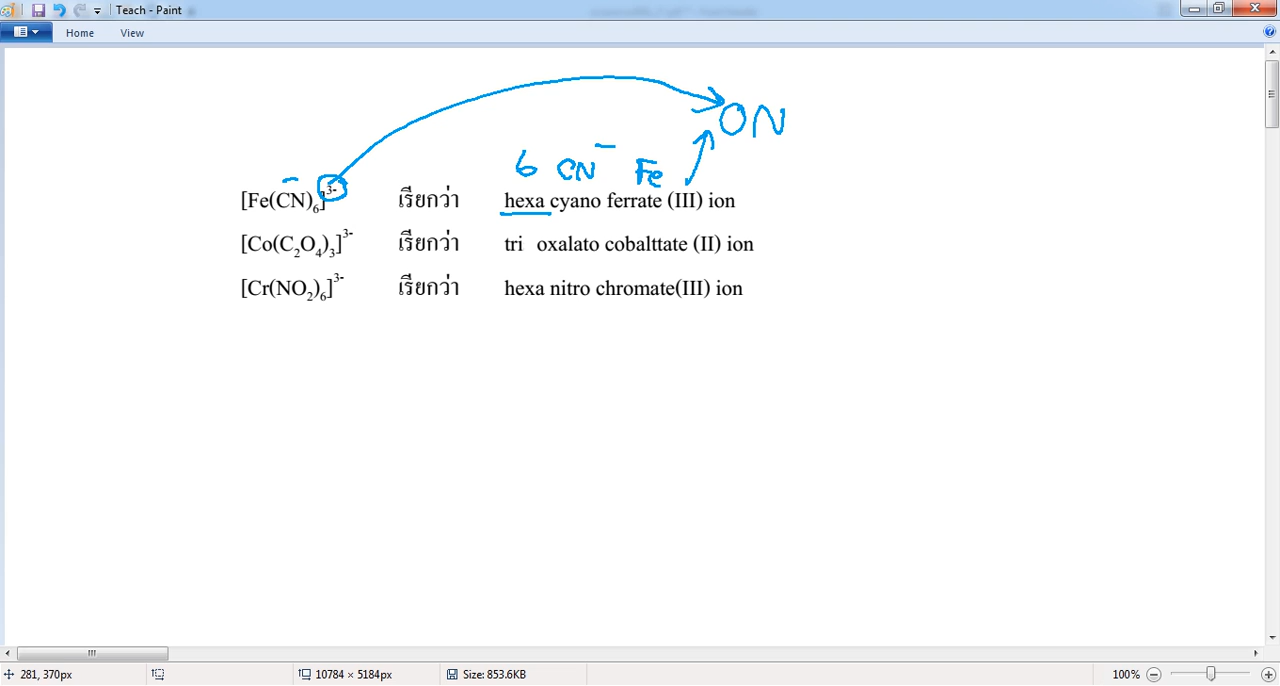 Teach - Paint
Home View
ON
6 CN⁻ Fe
[Fe(CN)₆]³⁻ เรียกว่า hexa cyano ferrate (III) ion
[Co(C₂O₄)₃]³⁻ เรียกว่า tri oxalato cobalttate (II) ion
[Cr(NO₂)₆]³⁻ เรียกว่า hexa nitro chromate(III) ion
281, 370px 10784 × 5184px Size: 853.6KB 100%